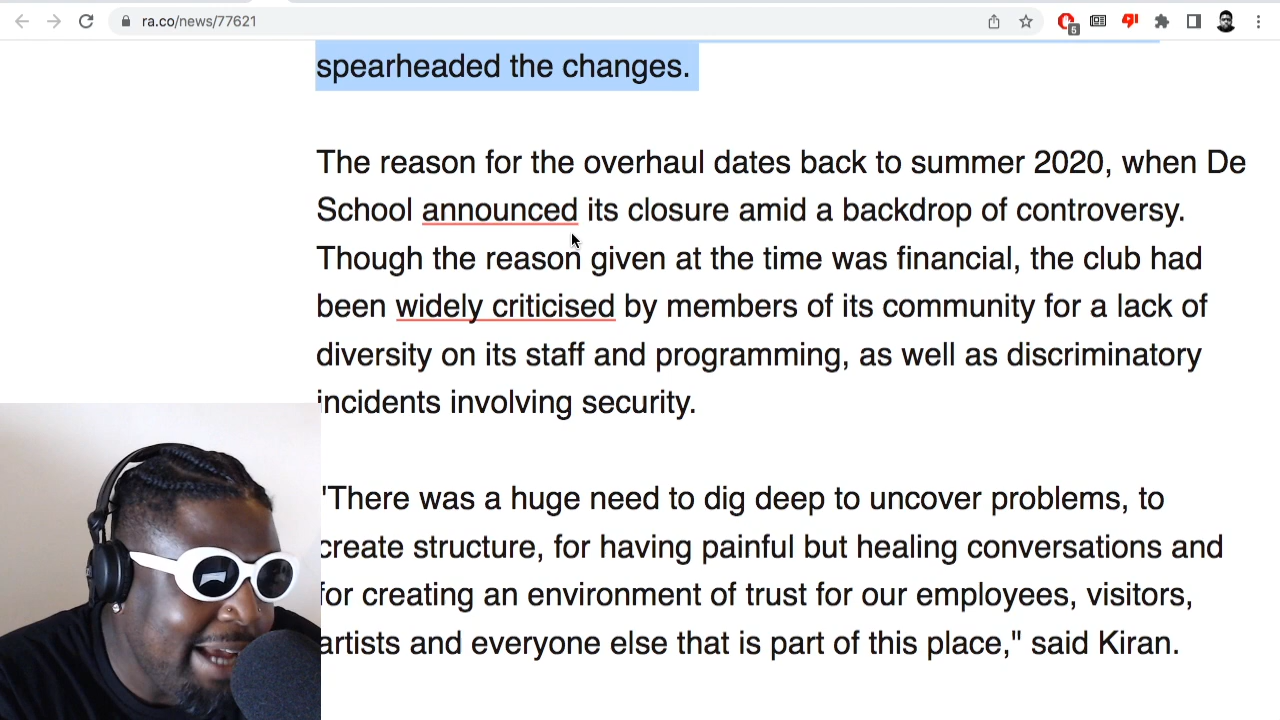 ra.co/news/77621
5
spearheaded the changes.
The reason for the overhaul dates back to summer 2020, when De
School announced its closure amid a backdrop of controversy.
Though the reason given at the time was financial, the club had
been widely criticised by members of its community for a lack of
diversity on its staff and programming, as well as discriminatory
incidents involving security.
"There was a huge need to dig deep to uncover problems, to
create structure, for having painful but healing conversations and
for creating an environment of trust for our employees, visitors,
artists and everyone else that is part of this place," said Kiran.